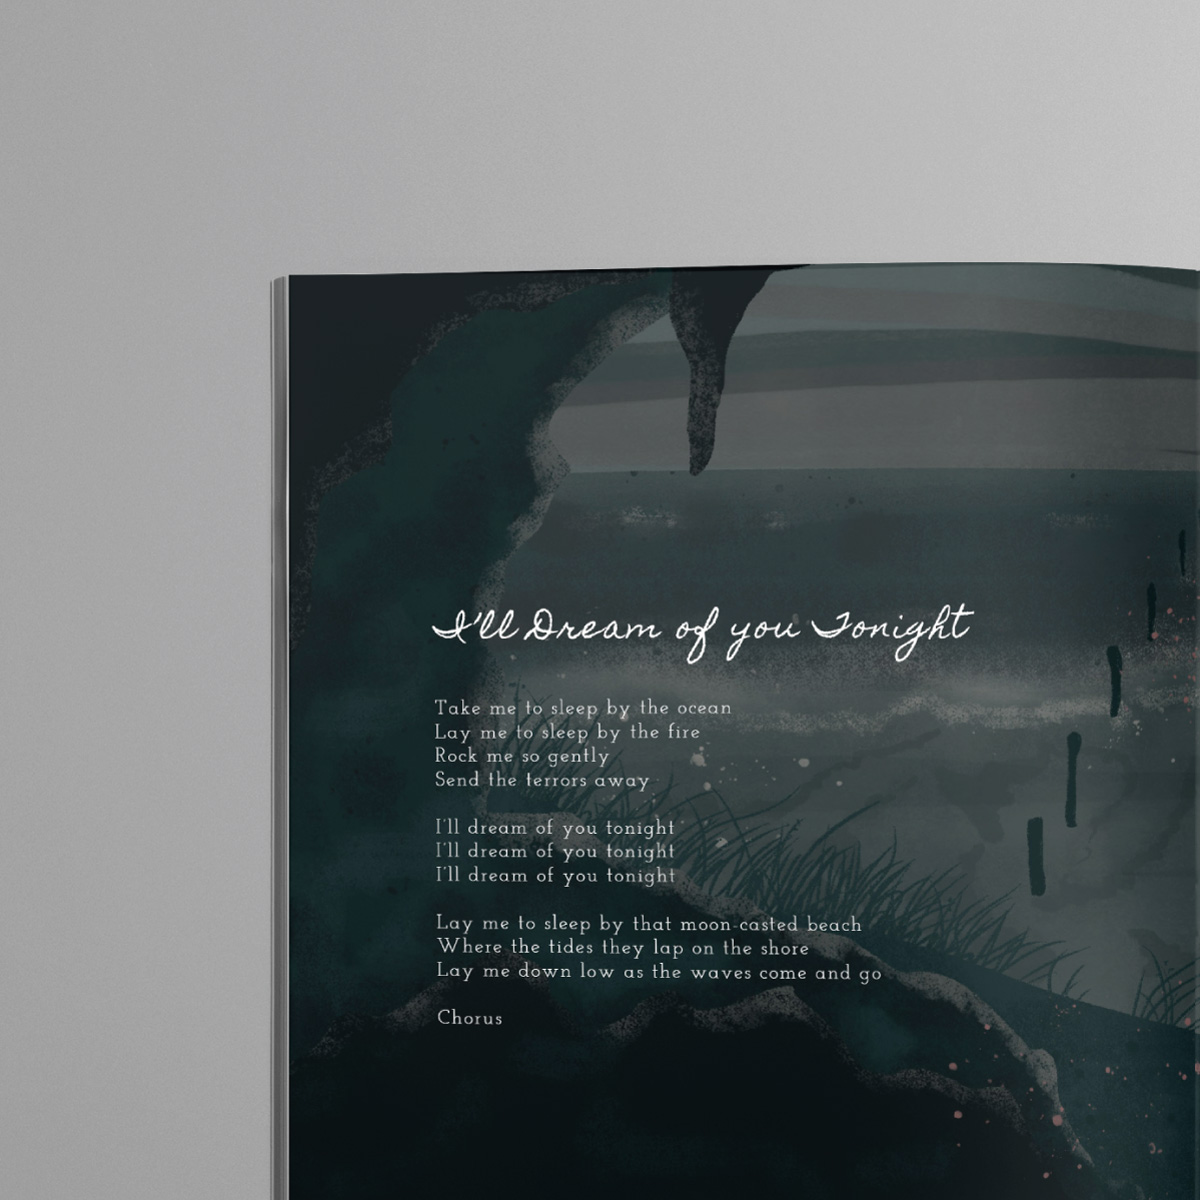 I'll Dream of you Tonight
Take me to sleep by the ocean
Lay me to sleep by the fire
Rock me so gently
Send the terrors away
I'll dream of you tonight
I'll dream of you tonight
I'll dream of you tonight
Lay me to sleep by that moon-casted beach
Where the tides they lap on the shore
Lay me down low as the waves come and go
Chorus